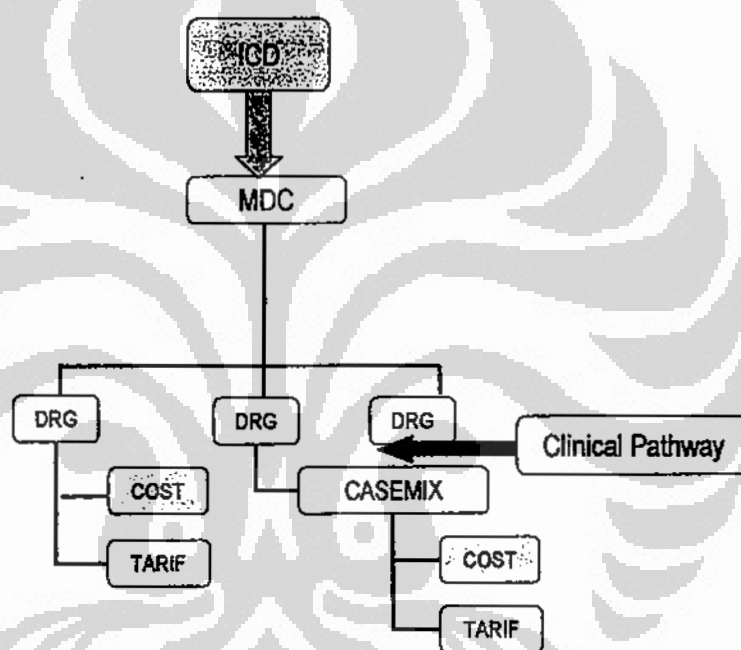 ICD
MDC
DRG
DRG
DRG
Clinical Pathway
COST
CASEMIX
TARIF
COST
TARIF